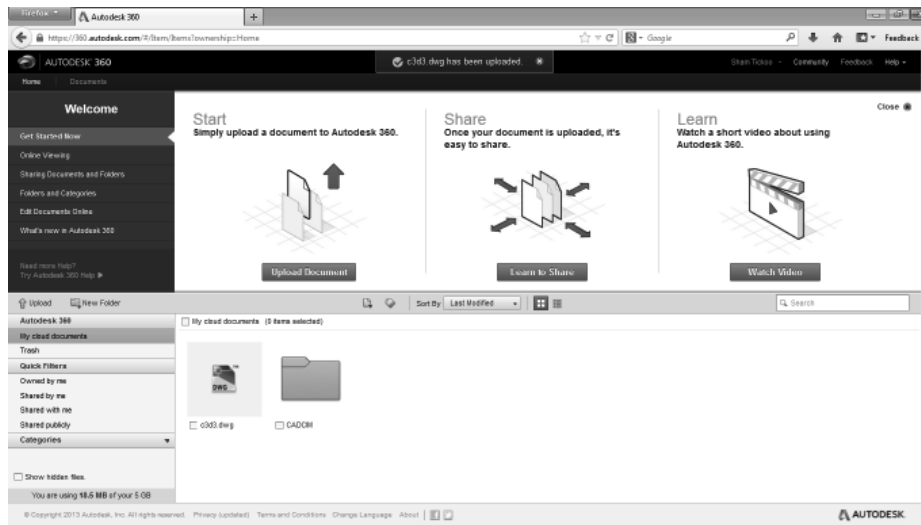 Firefox
Autodesk 360
https://360.autodesk.com/#/Item/Items?ownership=Home
Google
Feedback
AUTODESK 360
c3d3.dwg has been uploaded.
Sham Tickoo
Community
Feedback
Help
Home
Documents
Welcome
Get Started Now
Online Viewing
Sharing Documents and Folders
Folders and Categories
Edit Documents Online
What's new in Autodesk 360
Need more Help?
Try Autodesk 360 Help
Close
Start
Simply upload a document to Autodesk 360.
Upload Document
Share
Once your document is uploaded, it's
easy to share.
Learn to Share
Learn
Watch a short video about using
Autodesk 360.
Watch Video
Upload
New Folder
Sort By
Last Modified
Search
Autodesk 360
My cloud documents
Trash
Quick Filters
Owned by me
Shared by me
Shared with me
Shared publicly
Categories
Show hidden files.
You are using 18.5 MB of your 5 GB
My cloud documents (0 items selected)
DWG
c3d3.dwg
CADCIM
© Copyright 2013 Autodesk, Inc. All rights reserved. Privacy (updated) Terms and Conditions Change Language About
AUTODESK